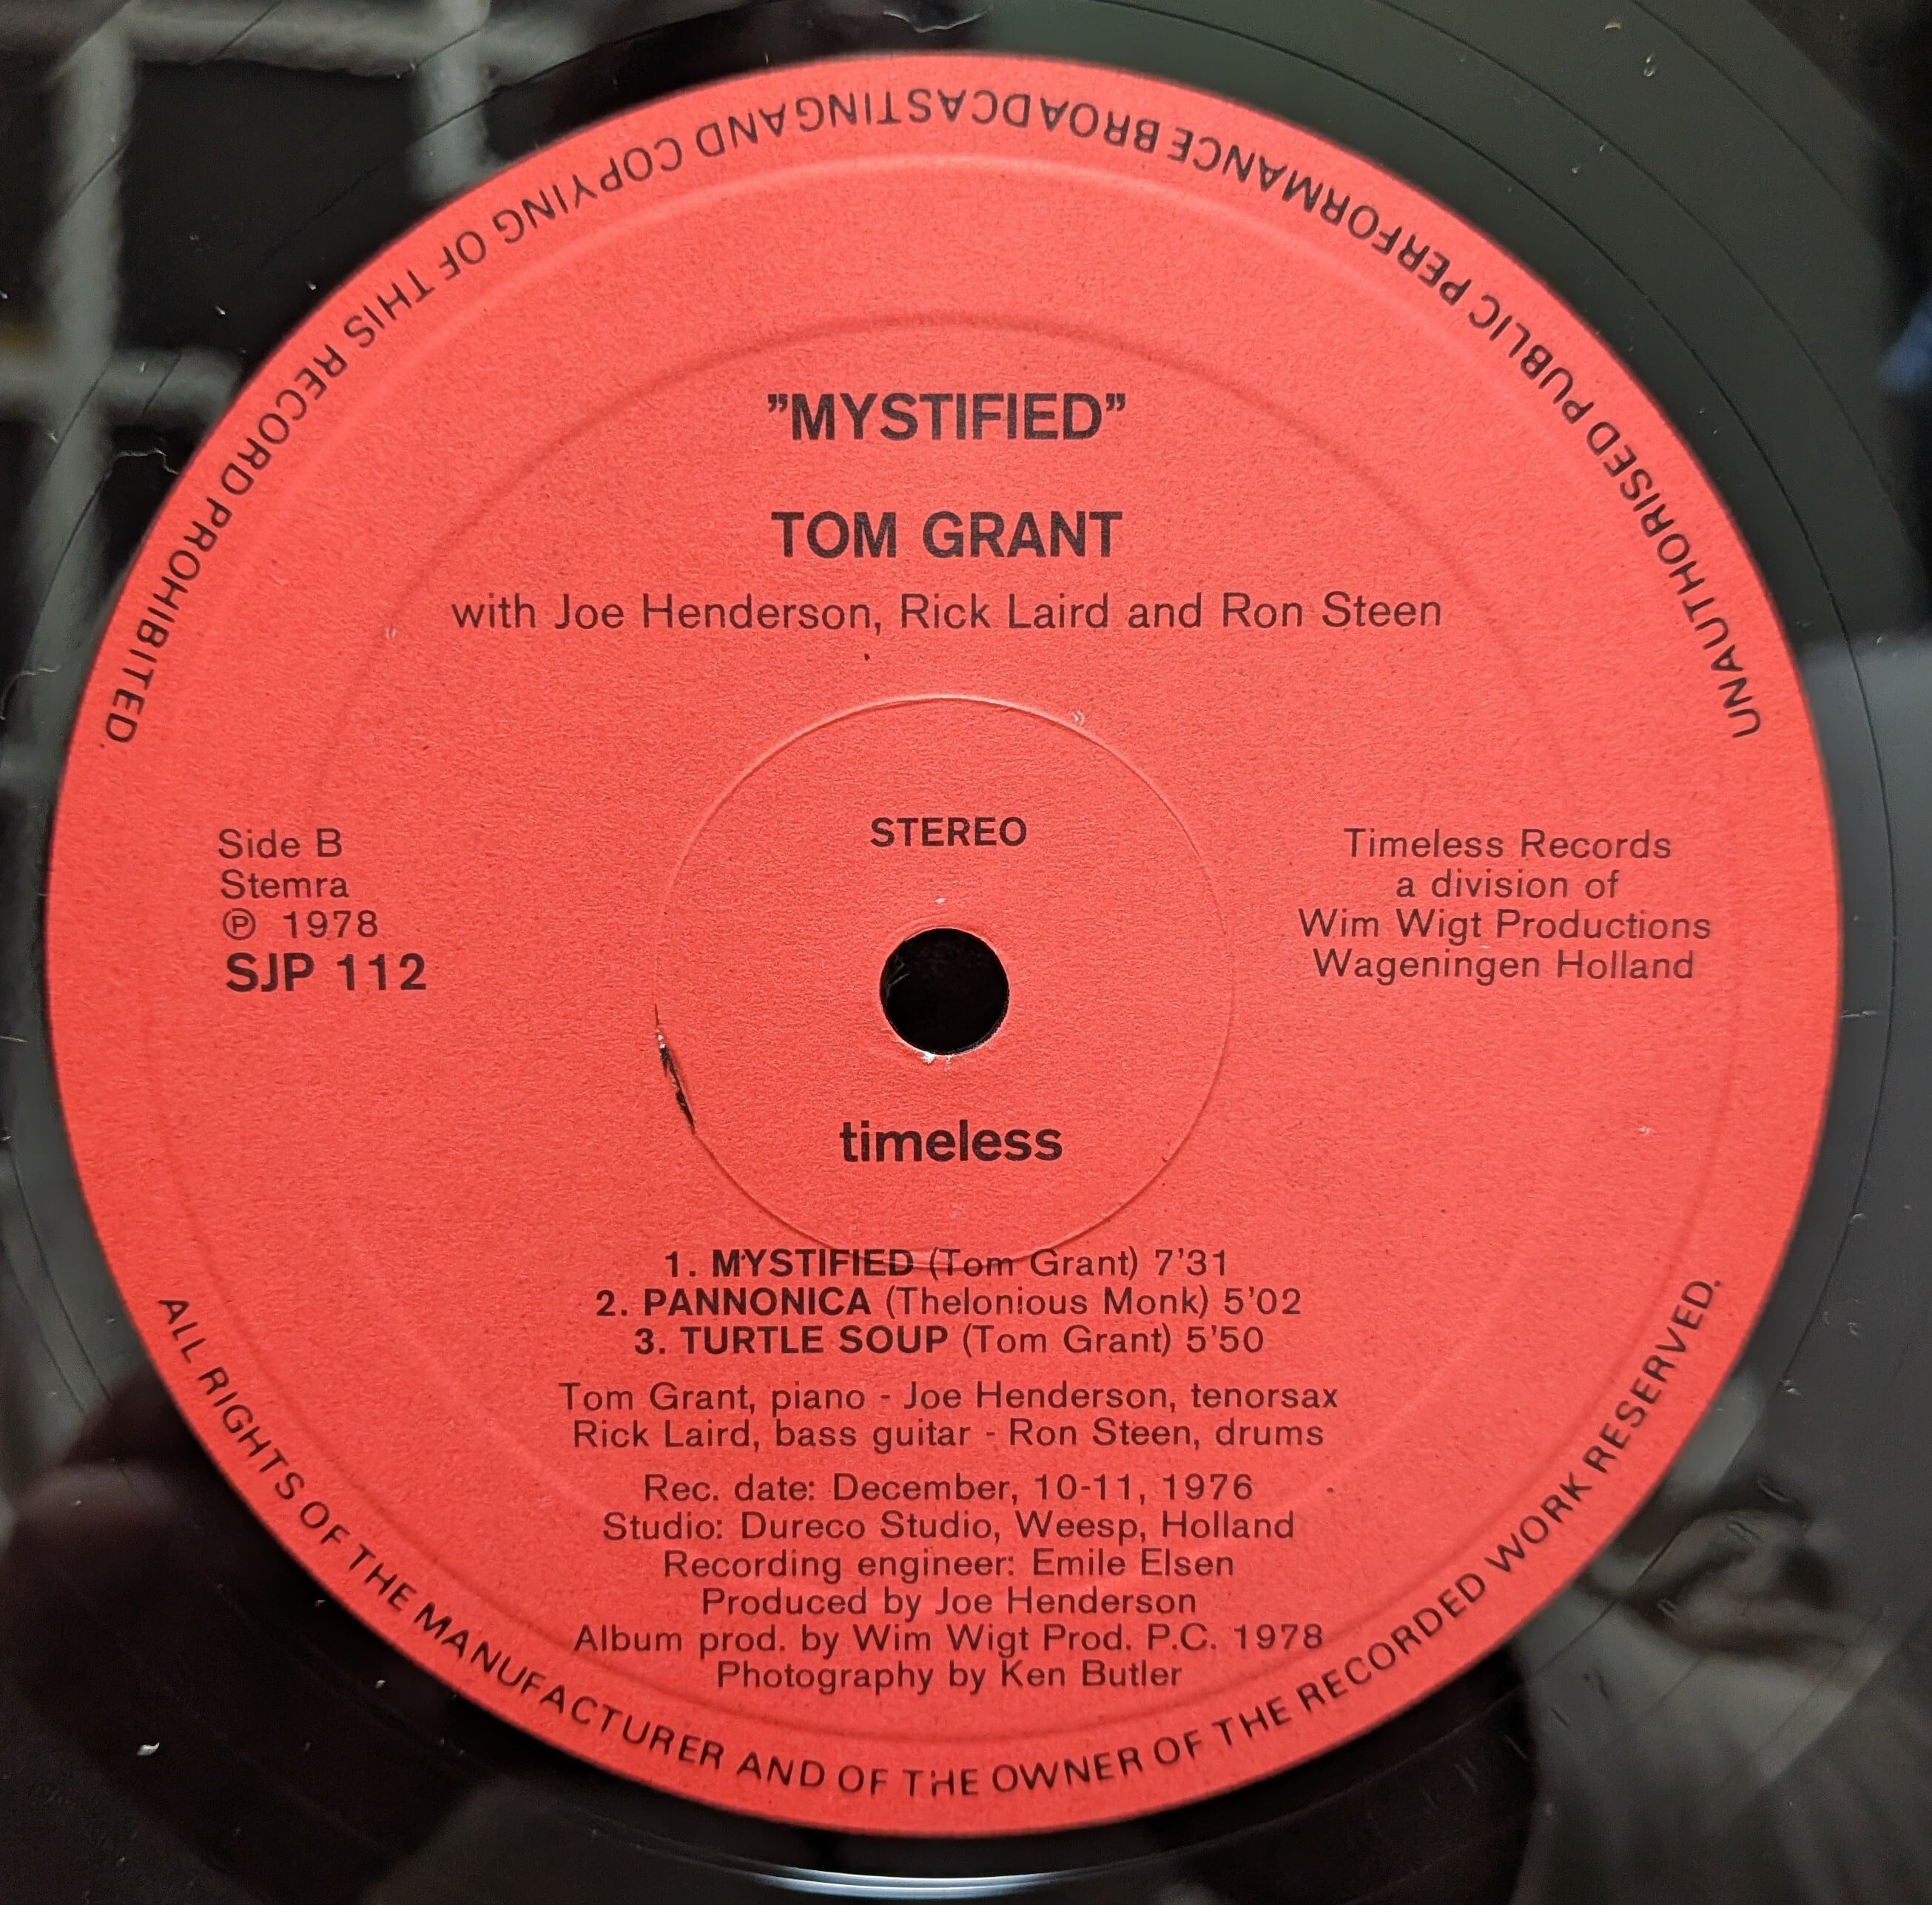 UNAUTHORISED PUBLIC PERFORMANCE BROADCASTING AND COPYING OF THIS RECORD PROHIBITED.
”MYSTIFIED”
TOM GRANT
with Joe Henderson, Rick Laird and Ron Steen
STEREO
Side B
Stemra
Ⓟ 1978
SJP 112
Timeless Records
a division of
Wim Wigt Productions
Wageningen Holland
timeless
1. MYSTIFIED (Tom Grant) 7'31
2. PANNONICA (Thelonious Monk) 5'02
3. TURTLE SOUP (Tom Grant) 5'50
Tom Grant, piano - Joe Henderson, tenorsax
Rick Laird, bass guitar - Ron Steen, drums
Rec. date: December, 10-11, 1976
Studio: Dureco Studio, Weesp, Holland
Recording engineer: Emile Elsen
Produced by Joe Henderson
Album prod. by Wim Wigt Prod. P.C. 1978
Photography by Ken Butler
ALL RIGHTS OF THE MANUFACTURER AND OF THE OWNER OF THE RECORDED WORK RESERVED.